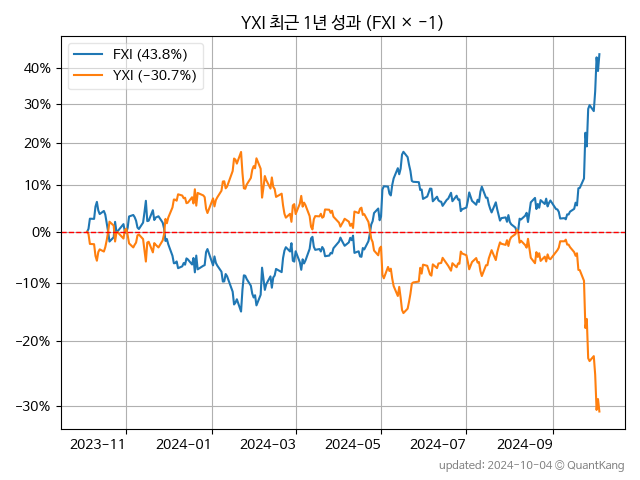 YXI 최근 1년 성과 (FXI × −1)
FXI (43.8%)
YXI (−30.7%)
40%
30%
20%
10%
0%
−10%
−20%
−30%
2023−11 2024−01 2024−03 2024−05 2024−07 2024−09
updated: 2024-10-04 © QuantKang